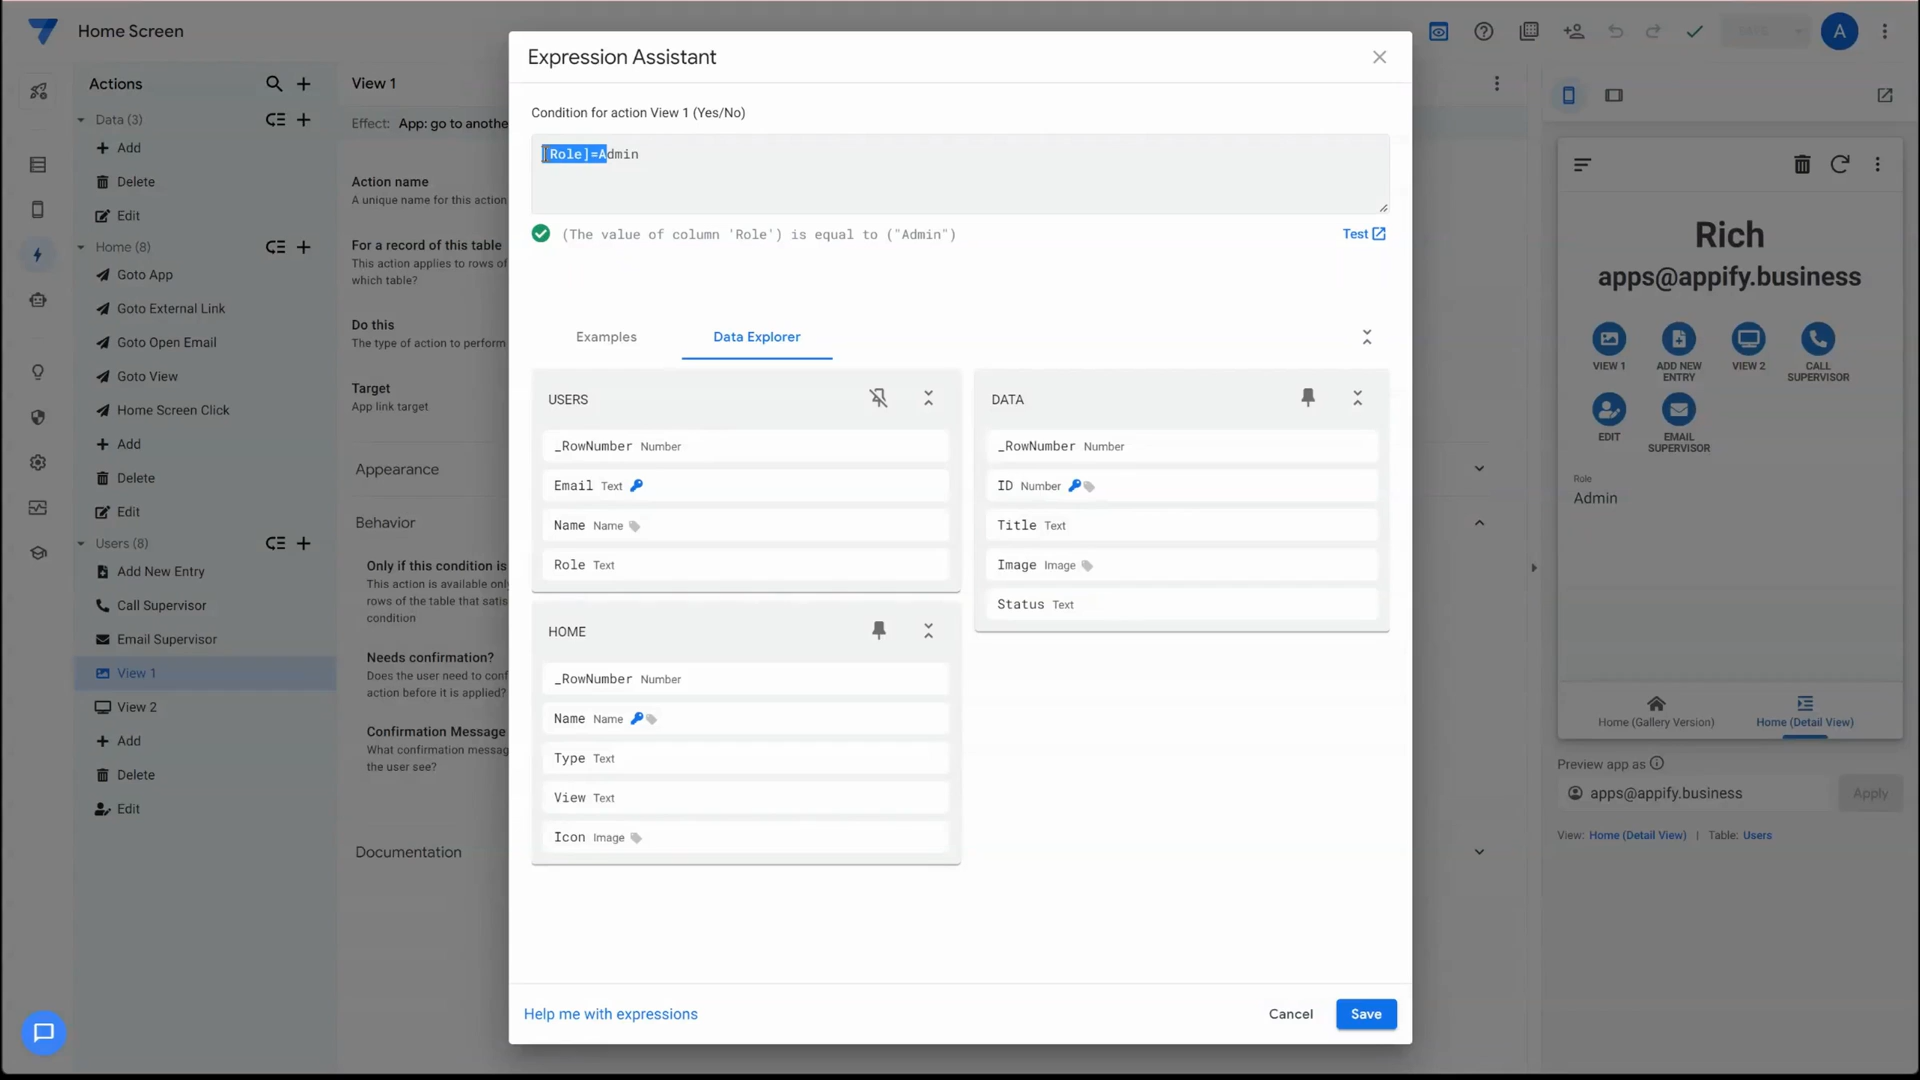 Home Screen
A
Actions
Data (3)
Add
Delete
Edit
Home (8)
Goto App
Goto External Link
Goto Open Email
Goto View
Home Screen Click
Add
Delete
Edit
Users (8)
Add New Entry
Call Supervisor
Email Supervisor
View 1
View 2
Add
Delete
Edit
View 1
Effect: App: go to anothe
Action name
A unique name for this action
For a record of this table
This action applies to rows of
which table?
Do this
The type of action to perform
Target
App link target
Appearance
Behavior
Only if this condition is
This action is available only
rows of the table that satis
condition
Needs confirmation?
Does the user need to conf
action before it is applied?
Confirmation Message
What confirmation messag
the user see?
Documentation
Expression Assistant
Condition for action View 1 (Yes/No)
[Role]=Admin
(The value of column 'Role') is equal to ("Admin")
Test
Examples
Data Explorer
USERS
_RowNumber Number
Email Text
Name Name
Role Text
HOME
_RowNumber Number
Name Name
Type Text
View Text
Icon Image
DATA
_RowNumber Number
ID Number
Title Text
Image Image
Status Text
Help me with expressions
Cancel
Save
Rich
apps@appify.business
VIEW 1
ADD NEW
ENTRY
VIEW 2
CALL
SUPERVISOR
EDIT
EMAIL
SUPERVISOR
Role
Admin
Home (Gallery Version)
Home (Detail View)
Preview app as
apps@appify.business
Apply
View: Home (Detail View) | Table: Users